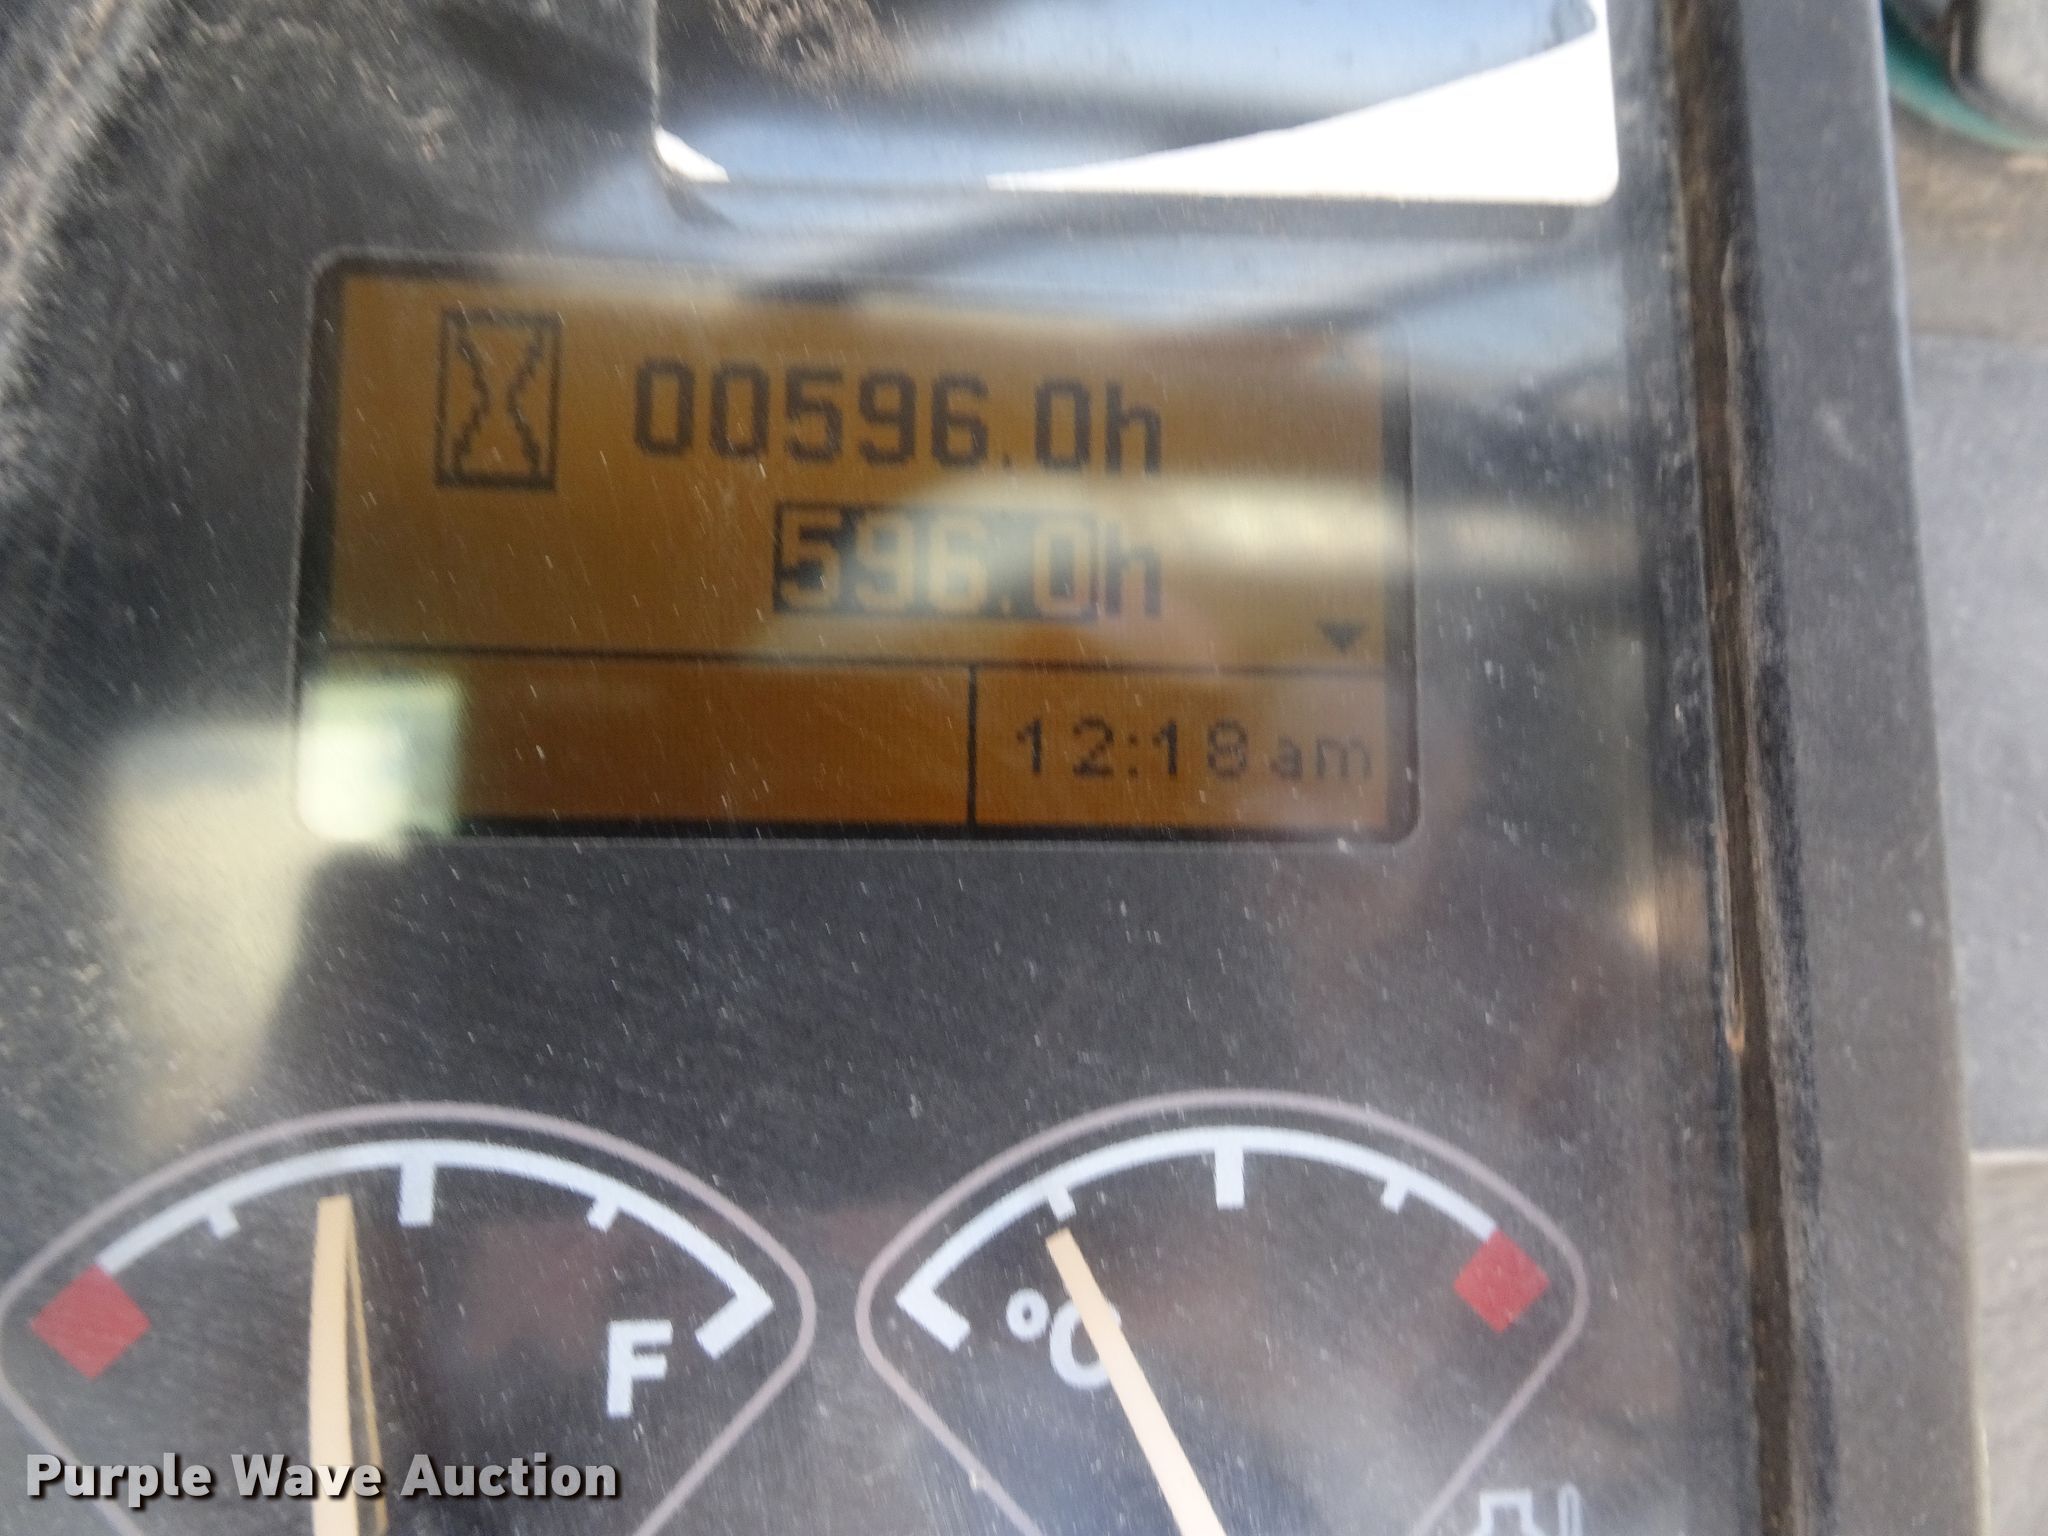 00596.0h
596.0h
12:18 am
F
°C
Purple Wave Auction